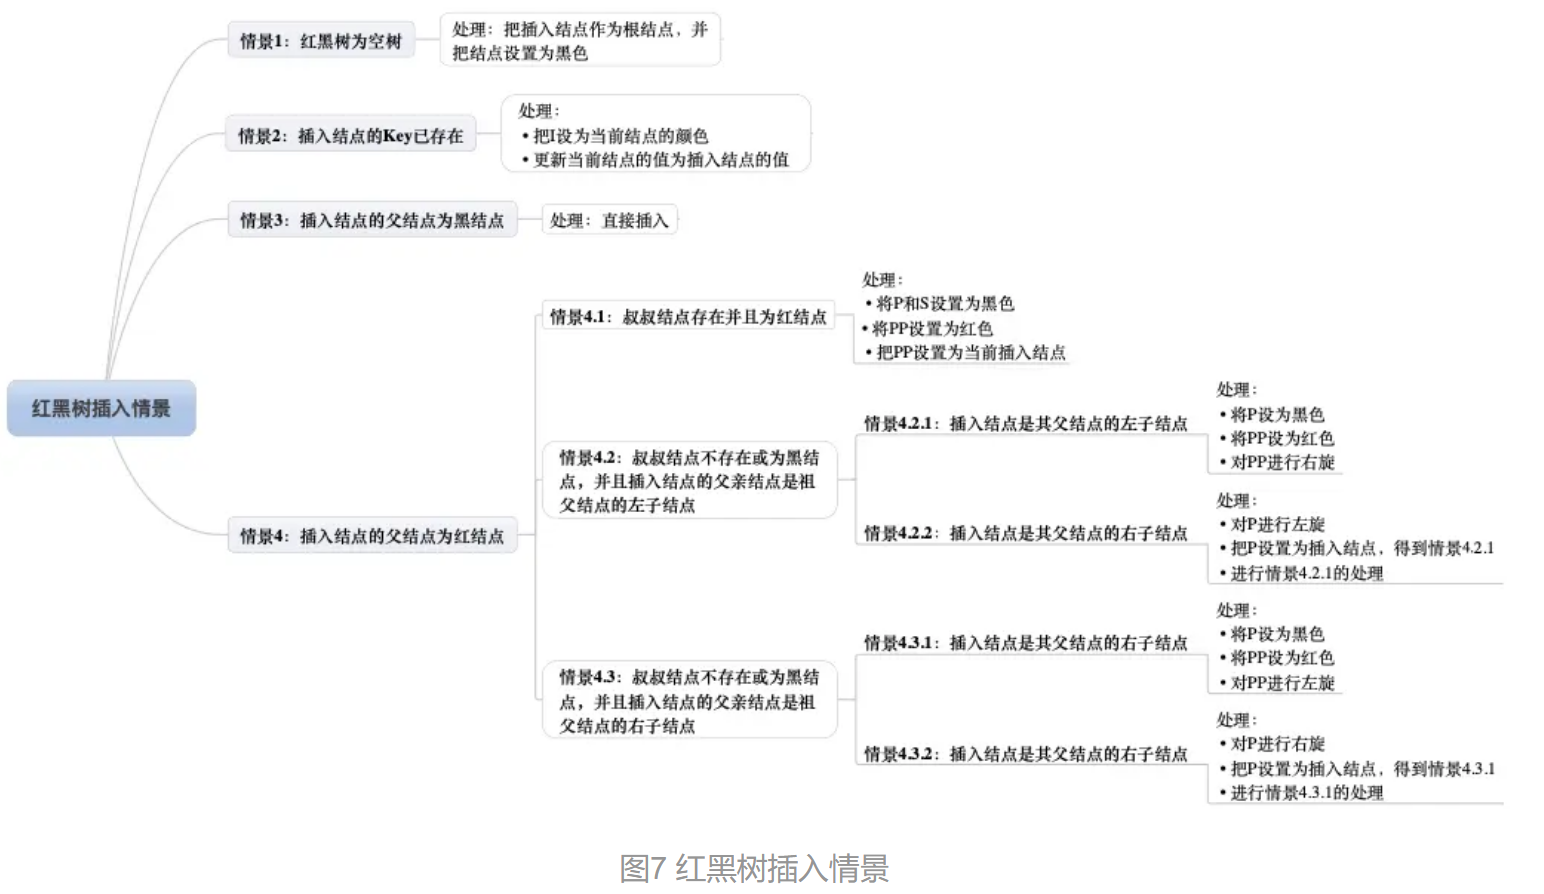 情景1：红黑树为空树
处理：把插入结点作为根结点，并
把结点设置为黑色
情景2：插入结点的Key已存在
处理：
• 把I设为当前结点的颜色
• 更新当前结点的值为插入结点的值
情景3：插入结点的父结点为黑结点
处理：直接插入
红黑树插入情景
情景4：插入结点的父结点为红结点
情景4.1：叔叔结点存在并且为红结点
处理：
• 将P和S设置为黑色
• 将PP设置为红色
• 把PP设置为当前插入结点
情景4.2：叔叔结点不存在或为黑结
点，并且插入结点的父亲结点是祖
父结点的左子结点
情景4.2.1：插入结点是其父结点的左子结点
处理：
• 将P设为黑色
• 将PP设为红色
• 对PP进行右旋
情景4.2.2：插入结点是其父结点的右子结点
处理：
• 对P进行左旋
• 把P设置为插入结点，得到情景4.2.1
• 进行情景4.2.1的处理
情景4.3：叔叔结点不存在或为黑结
点，并且插入结点的父亲结点是祖
父结点的右子结点
情景4.3.1：插入结点是其父结点的右子结点
处理：
• 将P设为黑色
• 将PP设为红色
• 对PP进行左旋
情景4.3.2：插入结点是其父结点的右子结点
处理：
• 对P进行右旋
• 把P设置为插入结点，得到情景4.3.1
• 进行情景4.3.1的处理
图7 红黑树插入情景